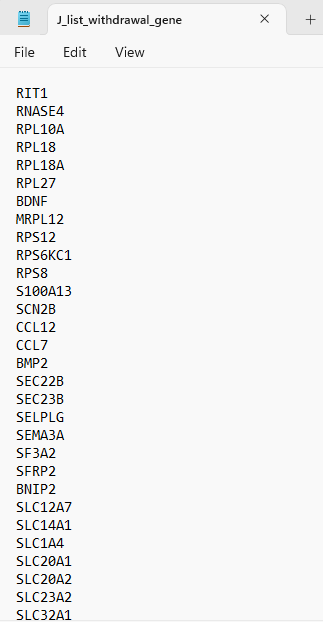 J_list_withdrawal_gene
File Edit View
RIT1
RNASE4
RPL10A
RPL18
RPL18A
RPL27
BDNF
MRPL12
RPS12
RPS6KC1
RPS8
S100A13
SCN2B
CCL12
CCL7
BMP2
SEC22B
SEC23B
SELPLG
SEMA3A
SF3A2
SFRP2
BNIP2
SLC12A7
SLC14A1
SLC1A4
SLC20A1
SLC20A2
SLC23A2
SLC32A1